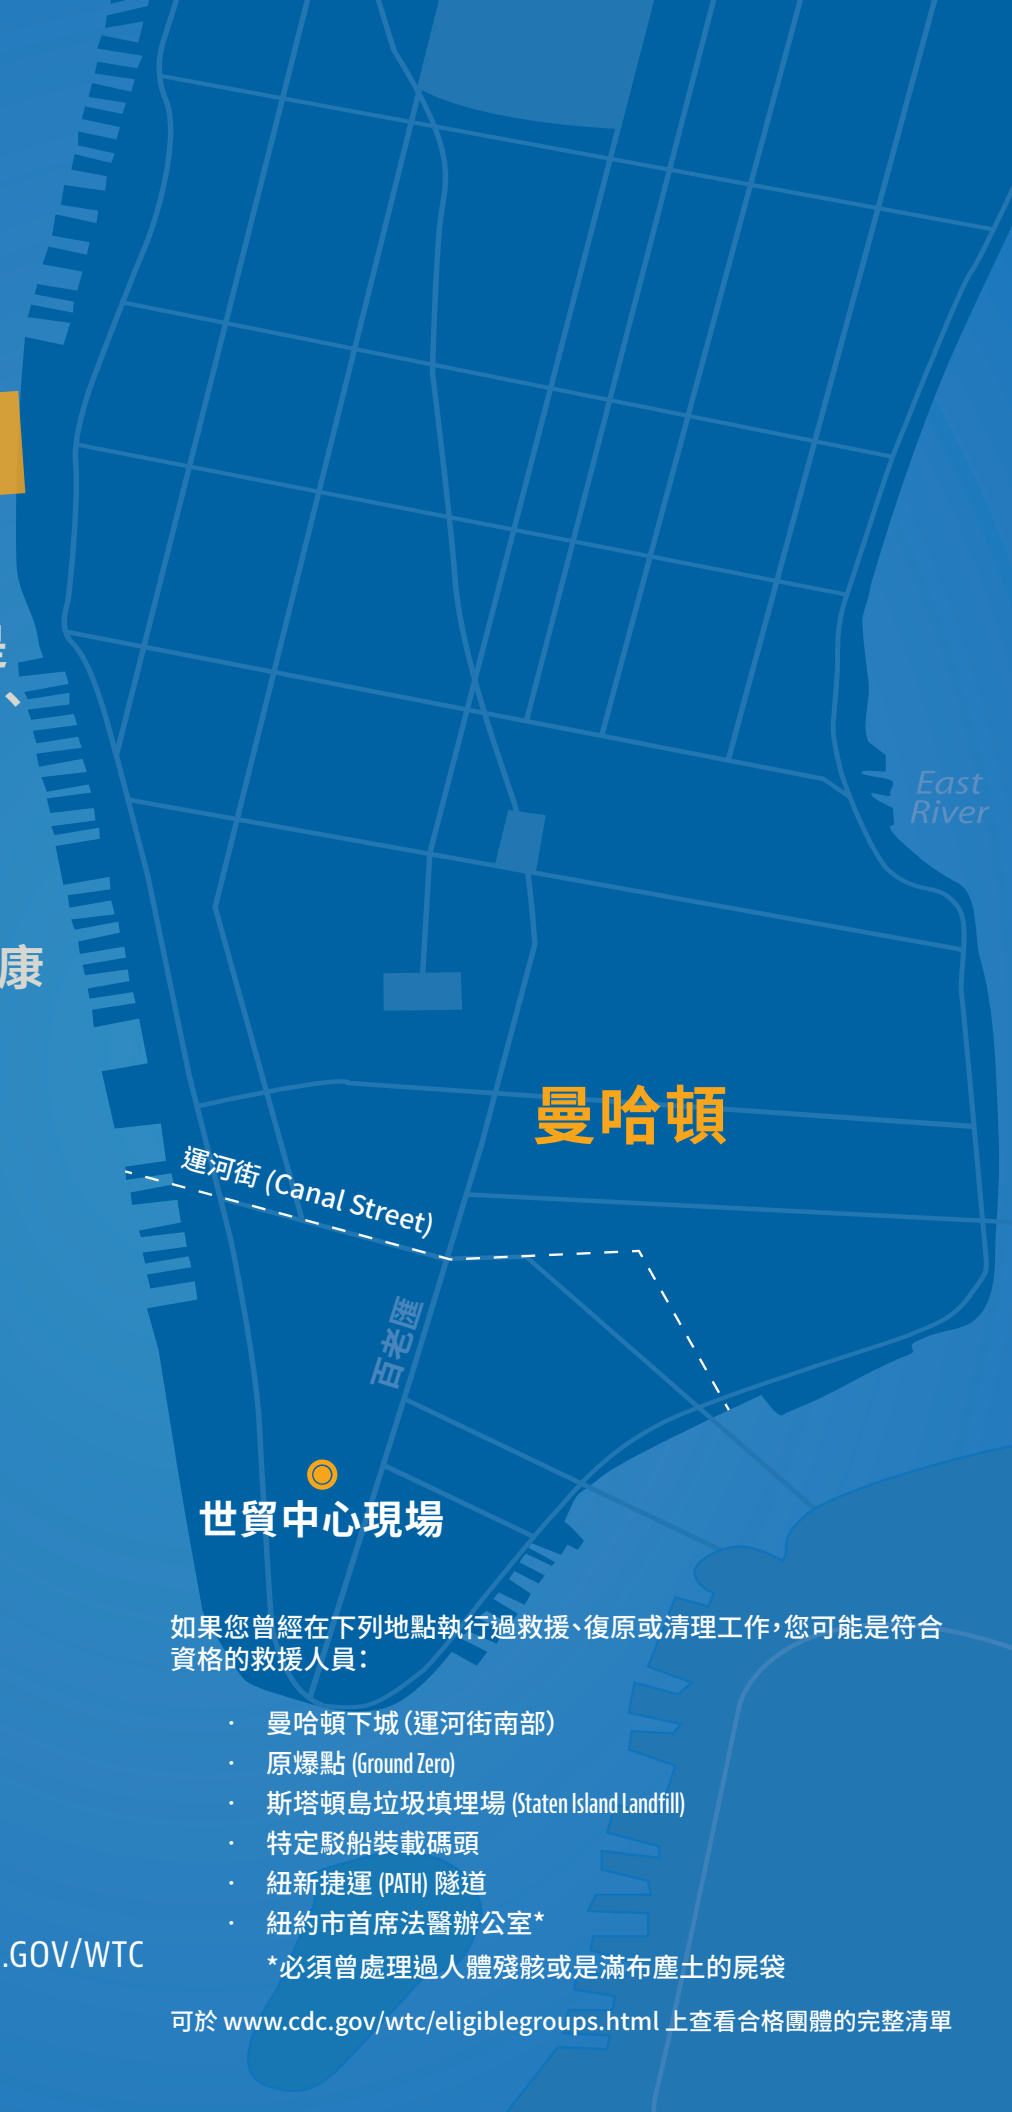 、
康
East
River
曼哈頓
運河街 (Canal Street)
百老匯
世貿中心現場
如果您曾經在下列地點執行過救援、復原或清理工作，您可能是符合
資格的救援人員：
· 曼哈頓下城（運河街南部）
· 原爆點 (Ground Zero)
· 斯塔頓島垃圾填埋場 (Staten Island Landfill)
· 特定駁船裝載碼頭
· 紐新捷運 (PATH) 隧道
· 紐約市首席法醫辦公室*
*必須曾處理過人體殘骸或是滿布塵土的屍袋
.GOV/WTC
可於 www.cdc.gov/wtc/eligiblegroups.html 上查看合格團體的完整清單